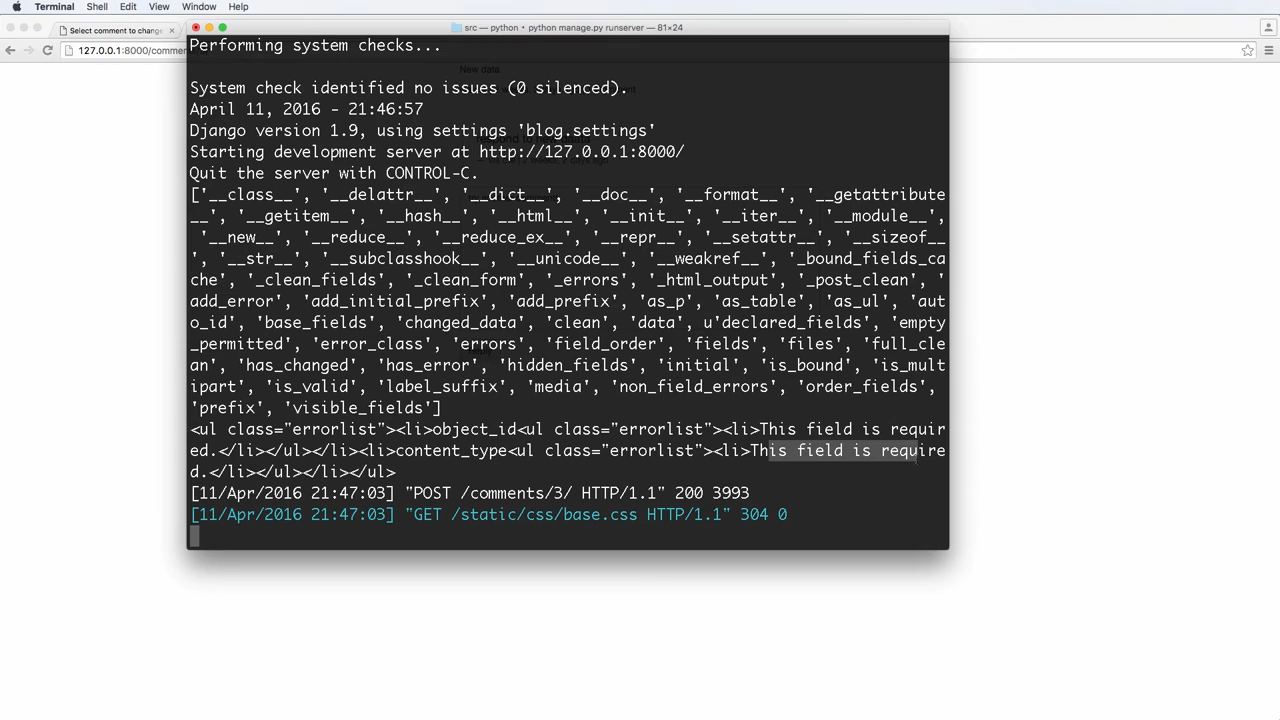 Terminal Shell Edit View Window Help
src — python • python manage.py runserver — 81×24
Select comment to change
127.0.0.1:8000/comme
Performing system checks...
New data
System check identified no issues (0 silenced).
April 11, 2016 - 21:46:57
Django version 1.9, using settings 'blog.settings'
Starting development server at http://127.0.0.1:8000/
Quit the server with CONTROL-C.
['__class__', '__delattr__', '__dict__', '__doc__', '__format__', '__getattribute
__', '__getitem__', '__hash__', '__html__', '__init__', '__iter__', '__module__',
 '__new__', '__reduce__', '__reduce_ex__', '__repr__', '__setattr__', '__sizeof__
', '__str__', '__subclasshook__', '__unicode__', '__weakref__', '_bound_fields_ca
che', '_clean_fields', '_clean_form', '_errors', '_html_output', '_post_clean', '
add_error', 'add_initial_prefix', 'add_prefix', 'as_p', 'as_table', 'as_ul', 'aut
o_id', 'base_fields', 'changed_data', 'clean', 'data', u'declared_fields', 'empty
_permitted', 'error_class', 'errors', 'field_order', 'fields', 'files', 'full_cle
an', 'has_changed', 'has_error', 'hidden_fields', 'initial', 'is_bound', 'is_mult
ipart', 'is_valid', 'label_suffix', 'media', 'non_field_errors', 'order_fields',
'prefix', 'visible_fields']
<ul class="errorlist"><li>object_id<ul class="errorlist"><li>This field is requir
ed.</li></ul></li><li>content_type<ul class="errorlist"><li>This field is require
d.</li></ul></li></ul>
[11/Apr/2016 21:47:03] "POST /comments/3/ HTTP/1.1" 200 3993
[11/Apr/2016 21:47:03] "GET /static/css/base.css HTTP/1.1" 304 0